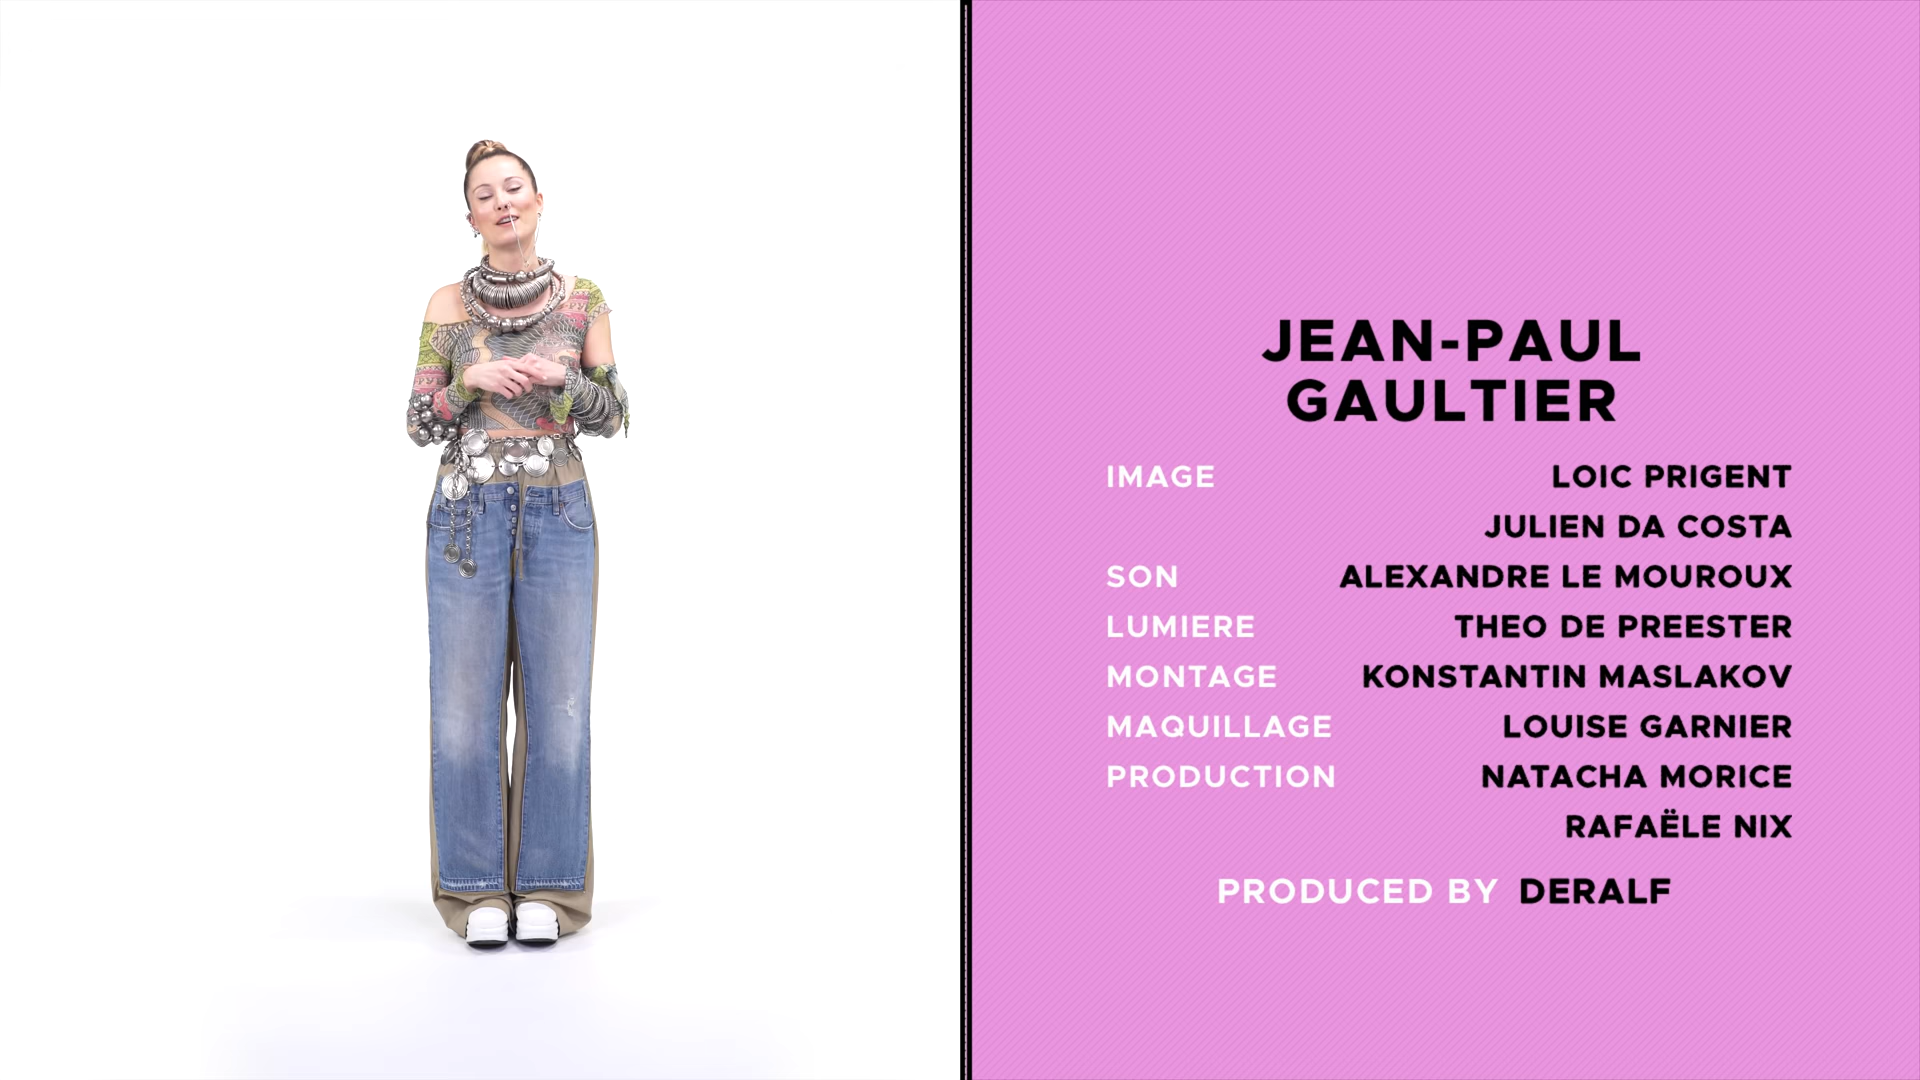 JEAN-PAUL
GAULTIER
IMAGE LOIC PRIGENT
JULIEN DA COSTA
SON ALEXANDRE LE MOUROUX
LUMIERE THEO DE PREESTER
MONTAGE KONSTANTIN MASLAKOV
MAQUILLAGE LOUISE GARNIER
PRODUCTION NATACHA MORICE
RAFAËLE NIX
PRODUCED BY DERALF